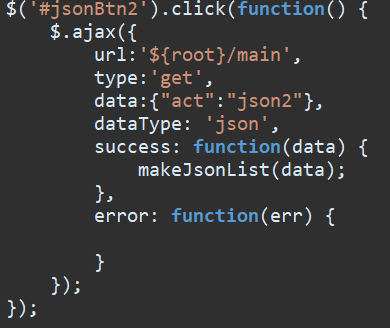 $('#jsonBtn2').click(function() {
    $.ajax({
        url:'${root}/main',
        type:'get',
        data:{"act":"json2"},
        dataType: 'json',
        success: function(data) {
            makeJsonList(data);
        },
        error: function(err) {

        }
    });
});